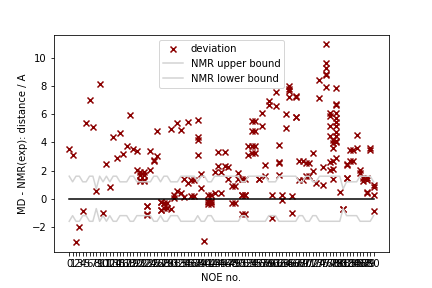 deviation
NMR upper bound
NMR lower bound
MD - NMR(exp): distance / A
10
8
6
4
2
0
−2
NOE no.